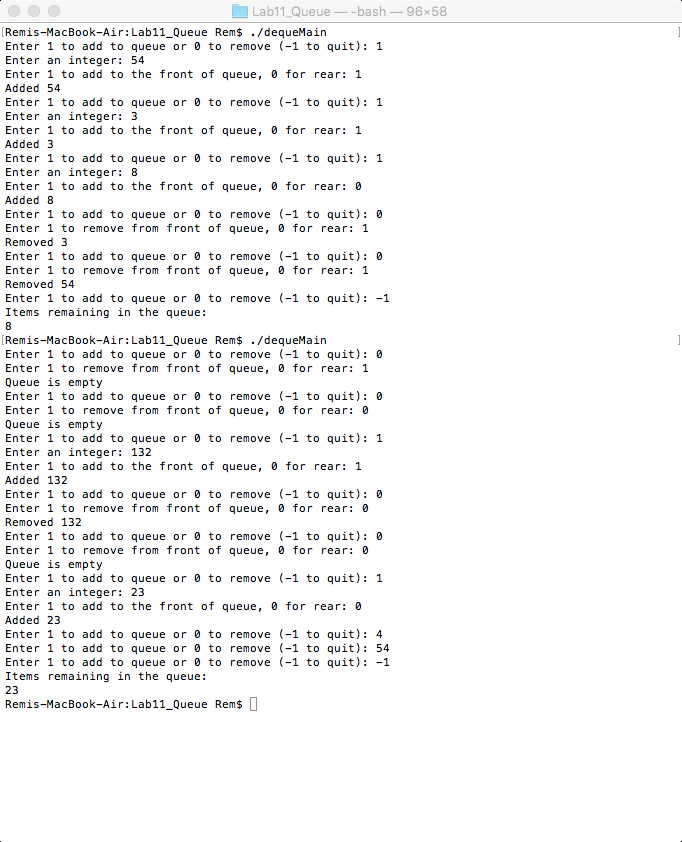 Lab11_Queue — -bash — 96×58
[Remis-MacBook-Air:Lab11_Queue Rem$ ./dequeMain ]
Enter 1 to add to queue or 0 to remove (-1 to quit): 1
Enter an integer: 54
Enter 1 to add to the front of queue, 0 for rear: 1
Added 54
Enter 1 to add to queue or 0 to remove (-1 to quit): 1
Enter an integer: 3
Enter 1 to add to the front of queue, 0 for rear: 1
Added 3
Enter 1 to add to queue or 0 to remove (-1 to quit): 1
Enter an integer: 8
Enter 1 to add to the front of queue, 0 for rear: 0
Added 8
Enter 1 to add to queue or 0 to remove (-1 to quit): 0
Enter 1 to remove from front of queue, 0 for rear: 1
Removed 3
Enter 1 to add to queue or 0 to remove (-1 to quit): 0
Enter 1 to remove from front of queue, 0 for rear: 1
Removed 54
Enter 1 to add to queue or 0 to remove (-1 to quit): -1
Items remaining in the queue:
8
[Remis-MacBook-Air:Lab11_Queue Rem$ ./dequeMain ]
Enter 1 to add to queue or 0 to remove (-1 to quit): 0
Enter 1 to remove from front of queue, 0 for rear: 1
Queue is empty
Enter 1 to add to queue or 0 to remove (-1 to quit): 0
Enter 1 to remove from front of queue, 0 for rear: 0
Queue is empty
Enter 1 to add to queue or 0 to remove (-1 to quit): 1
Enter an integer: 132
Enter 1 to add to the front of queue, 0 for rear: 1
Added 132
Enter 1 to add to queue or 0 to remove (-1 to quit): 0
Enter 1 to remove from front of queue, 0 for rear: 0
Removed 132
Enter 1 to add to queue or 0 to remove (-1 to quit): 0
Enter 1 to remove from front of queue, 0 for rear: 0
Queue is empty
Enter 1 to add to queue or 0 to remove (-1 to quit): 1
Enter an integer: 23
Enter 1 to add to the front of queue, 0 for rear: 0
Added 23
Enter 1 to add to queue or 0 to remove (-1 to quit): 4
Enter 1 to add to queue or 0 to remove (-1 to quit): 54
Enter 1 to add to queue or 0 to remove (-1 to quit): -1
Items remaining in the queue:
23
Remis-MacBook-Air:Lab11_Queue Rem$